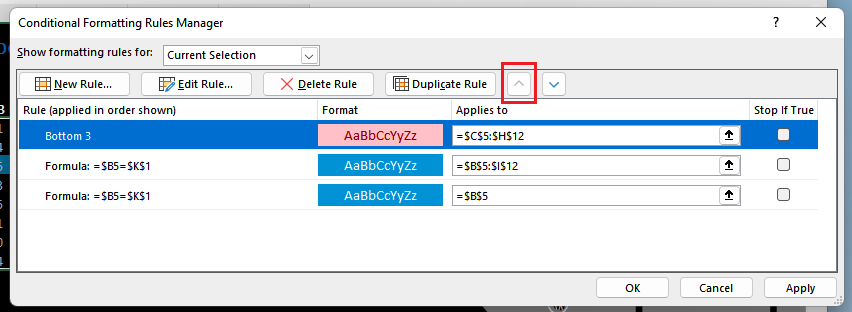 Conditional Formatting Rules Manager ?
Show formatting rules for: Current Selection
New Rule... Edit Rule... Delete Rule Duplicate Rule
Rule (applied in order shown) Format Applies to Stop If True
Bottom 3 AaBbCcYyZz =$C$5:$H$12
Formula: =$B5=$K$1 AaBbCcYyZz =$B$5:$I$12
Formula: =$B5=$K$1 AaBbCcYyZz =$B$5
OK Cancel Apply